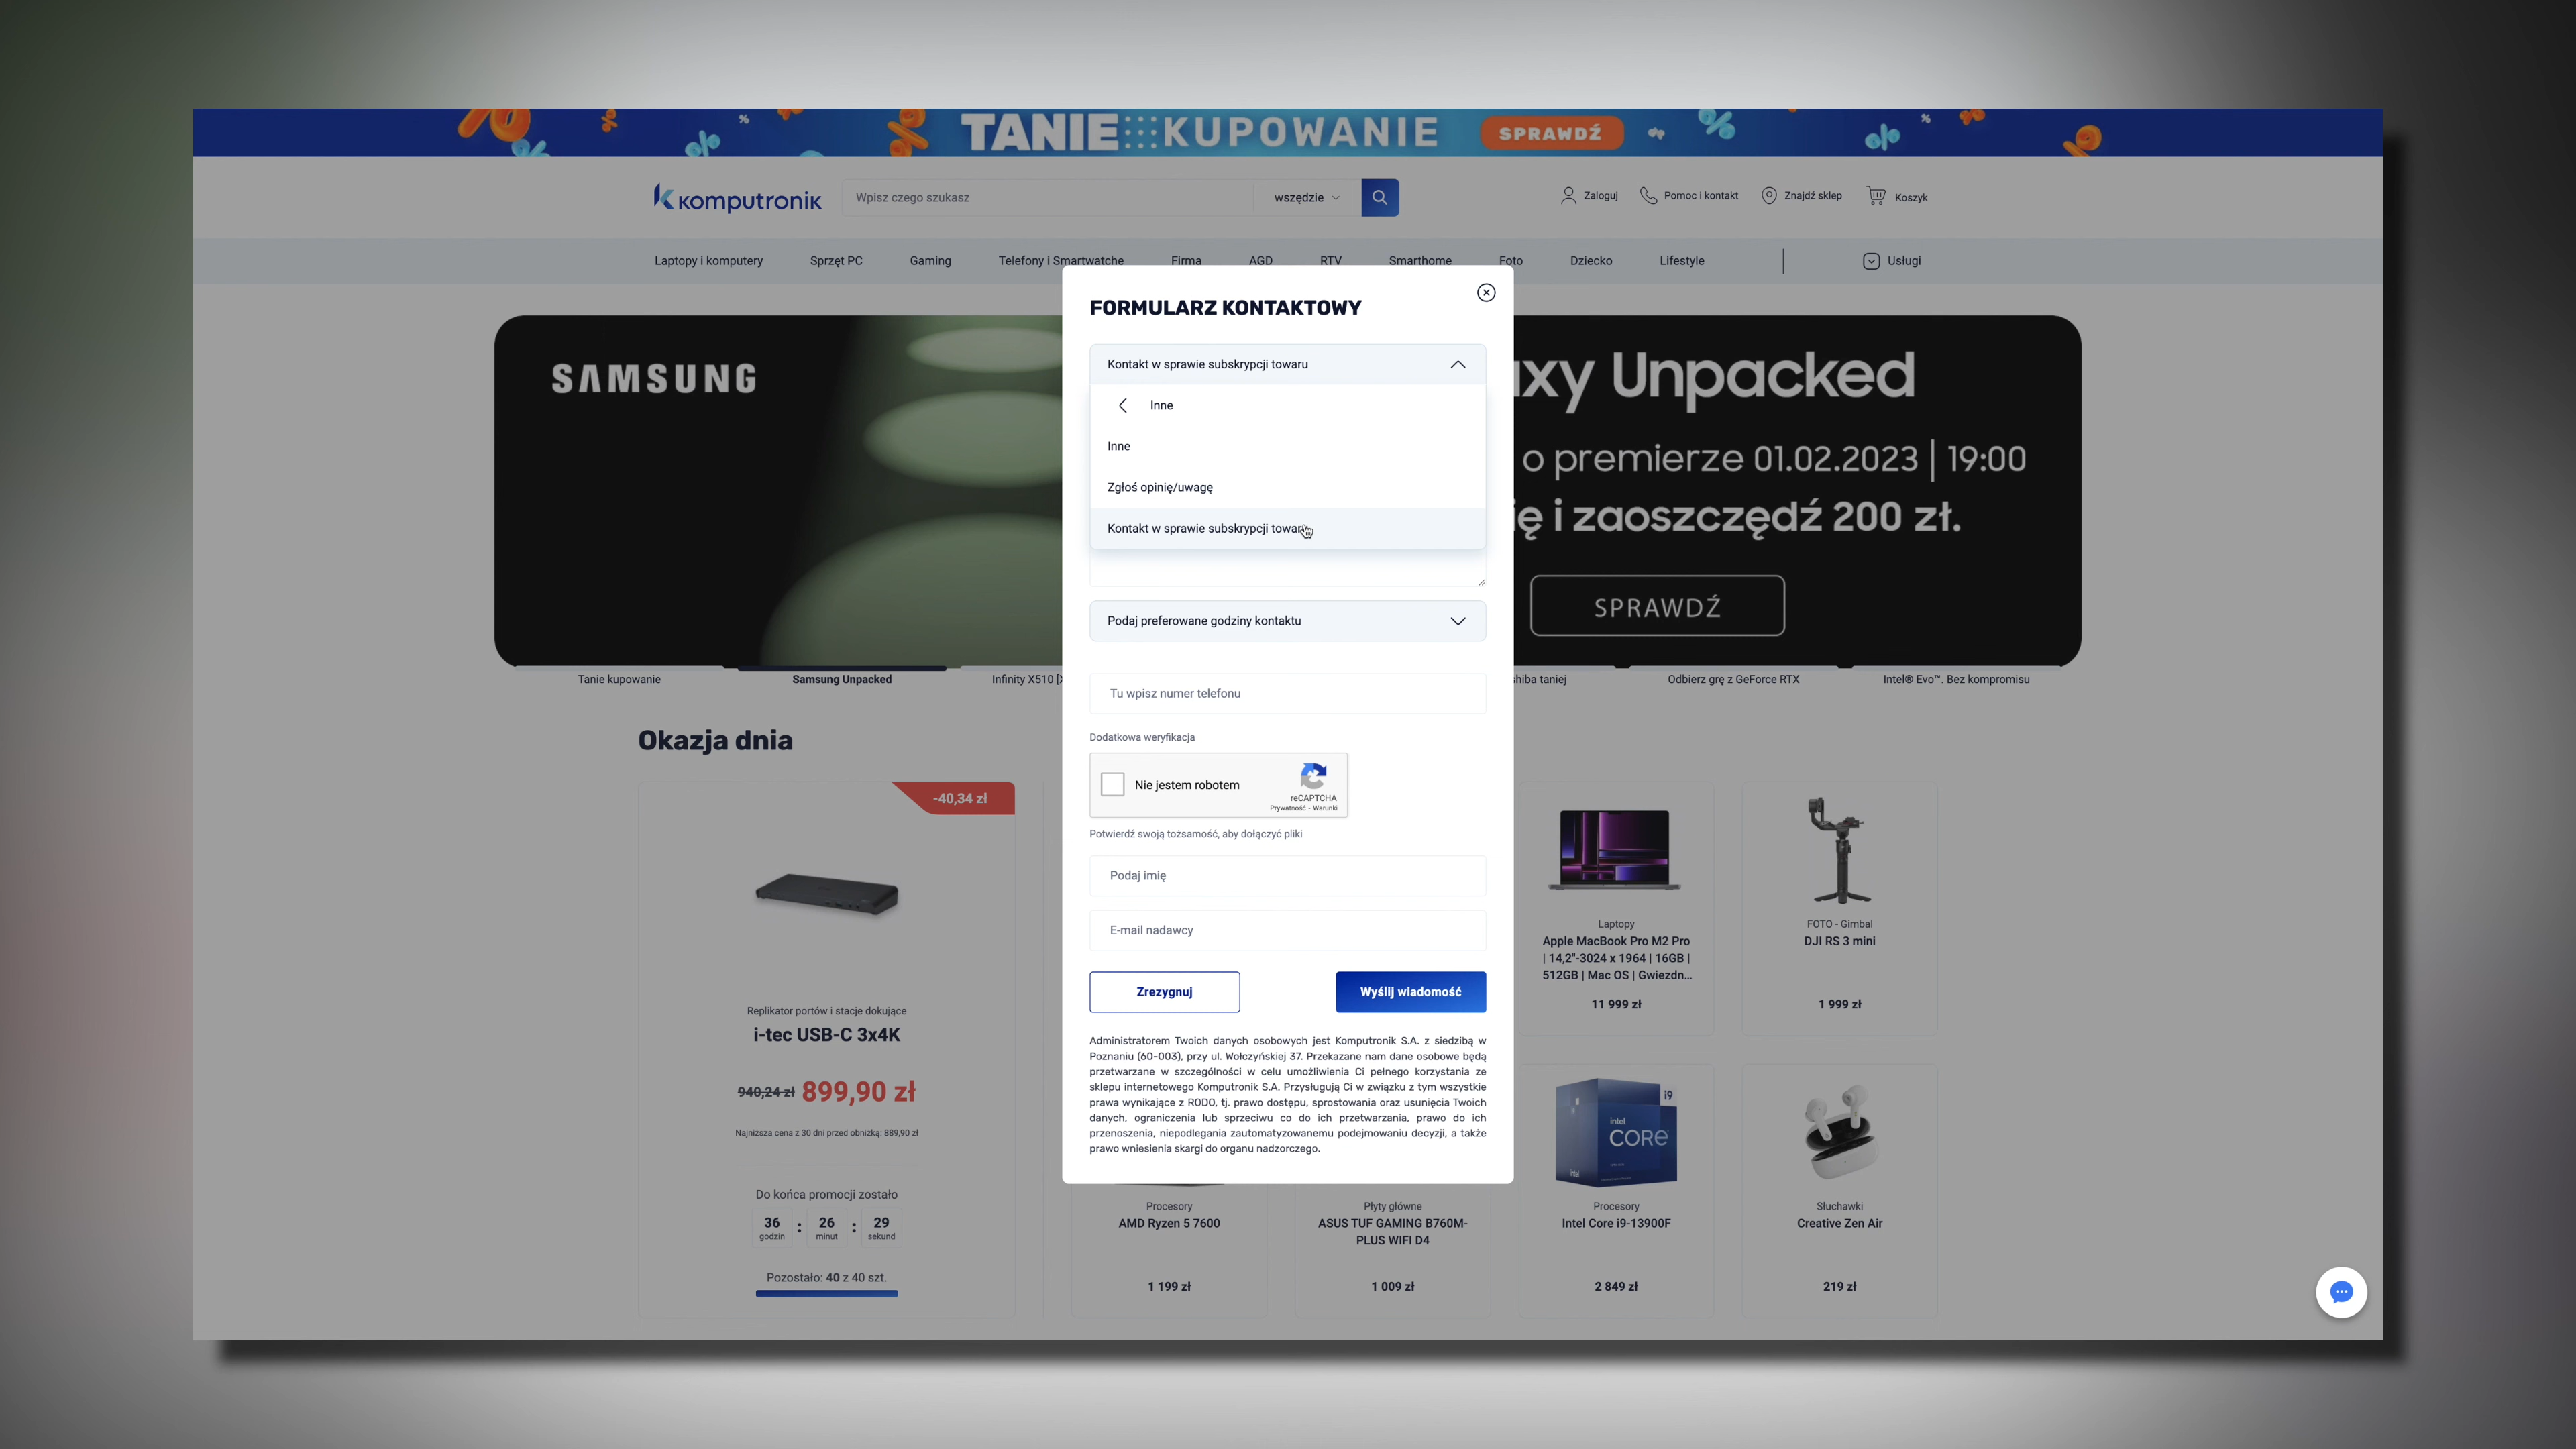 TANIE KUPOWANIE SPRAWDŹ
komputronik
Wpisz czego szukasz
wszędzie
Zaloguj
Pomoc i kontakt
Znajdź sklep
Koszyk
Laptopy i komputery
Sprzęt PC
Gaming
Telefony i Smartwatche
Firma
AGD
RTV
Smarthome
Foto
Dziecko
Lifestyle
Usługi
SAMSUNG
xy Unpacked
o premierze 01.02.2023 | 19:00
ę i zaoszczędź 200 zł.
SPRAWDŹ
FORMULARZ KONTAKTOWY
Kontakt w sprawie subskrypcji towaru
Inne
Inne
Zgłoś opinię/uwagę
Kontakt w sprawie subskrypcji towaru
Podaj preferowane godziny kontaktu
Tu wpisz numer telefonu
Dodatkowa weryfikacja
Nie jestem robotem
reCAPTCHA
Prywatność - Warunki
Potwierdź swoją tożsamość, aby dołączyć pliki
Podaj imię
E-mail nadawcy
Zrezygnuj
Wyślij wiadomość
Administratorem Twoich danych osobowych jest Komputronik S.A. z siedzibą w
Poznaniu (60-003), przy ul. Wołczyńskiej 37. Przekazane nam dane osobowe będą
przetwarzane w szczególności w celu umożliwienia Ci pełnego korzystania ze
sklepu internetowego Komputronik S.A. Przysługują Ci w związku z tym wszystkie
prawa wynikające z RODO, tj. prawo dostępu, sprostowania oraz usunięcia Twoich
danych, ograniczenia lub sprzeciwu co do ich przetwarzania, prawo do ich
przenoszenia, niepodlegania zautomatyzowanemu podejmowaniu decyzji, a także
prawo wniesienia skargi do organu nadzorczego.
Tanie kupowanie
Samsung Unpacked
Infinity X510
shiba taniej
Odbierz grę z GeForce RTX
Intel® Evo™. Bez kompromisu
Okazja dnia
-40,34 zł
Replikator portów i stacje dokujące
i-tec USB-C 3x4K
940,24 zł 899,90 zł
Najniższa cena z 30 dni przed obniżką: 889,90 zł
Do końca promocji zostało
36 : 26 : 29
godzin minut sekund
Pozostało: 40 z 40 szt.
Laptopy
Apple MacBook Pro M2 Pro
| 14,2"-3024 x 1964 | 16GB |
512GB | Mac OS | Gwiezdn...
11 999 zł
FOTO - Gimbal
DJI RS 3 mini
1 999 zł
Procesory
AMD Ryzen 5 7600
1 199 zł
Płyty główne
ASUS TUF GAMING B760M-
PLUS WIFI D4
1 009 zł
i9
intel
CORE
intel
Procesory
Intel Core i9-13900F
2 849 zł
Słuchawki
Creative Zen Air
219 zł